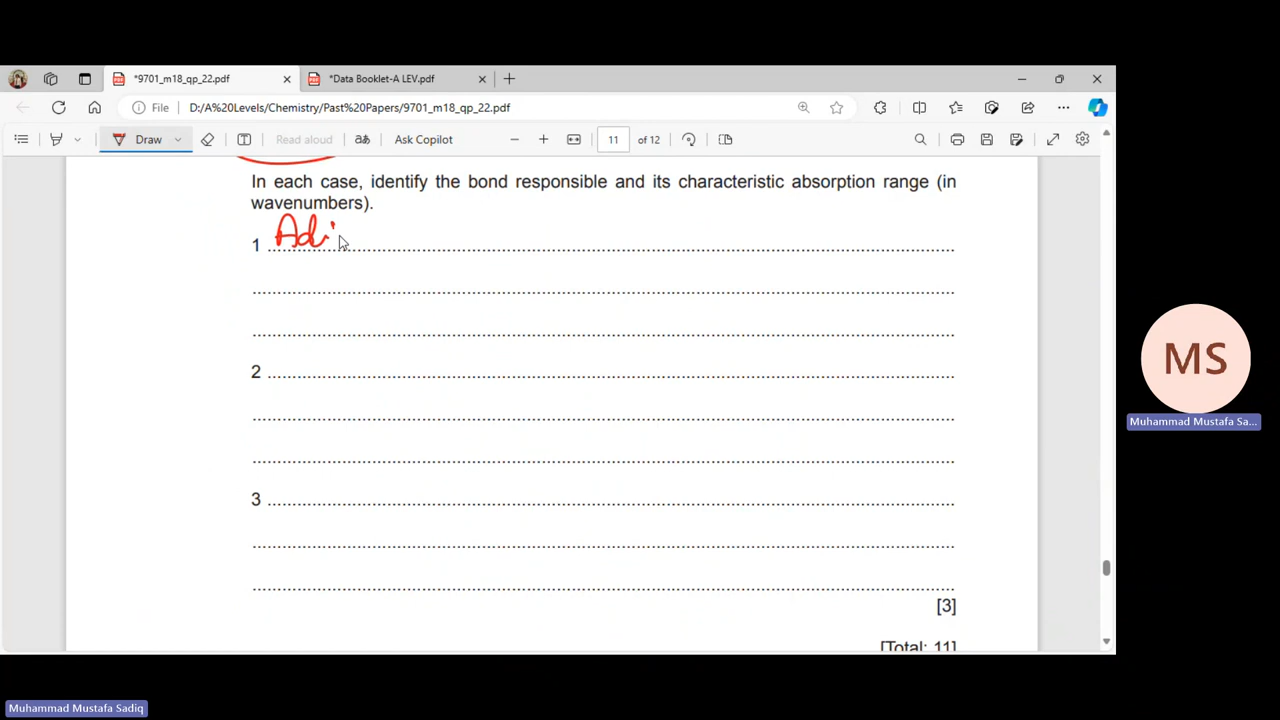 *9701_m18_qp_22.pdf
*Data Booklet-A LEV.pdf
File
D:/A%20Levels/Chemistry/Past%20Papers/9701_m18_qp_22.pdf
Draw
Read aloud
Ask Copilot
11
of 12
In each case, identify the bond responsible and its characteristic absorption range (in
wavenumbers).
Adi
1
2
3
[3]
[Total: 11]
MS
Muhammad Mustafa Sa...
Muhammad Mustafa Sadiq